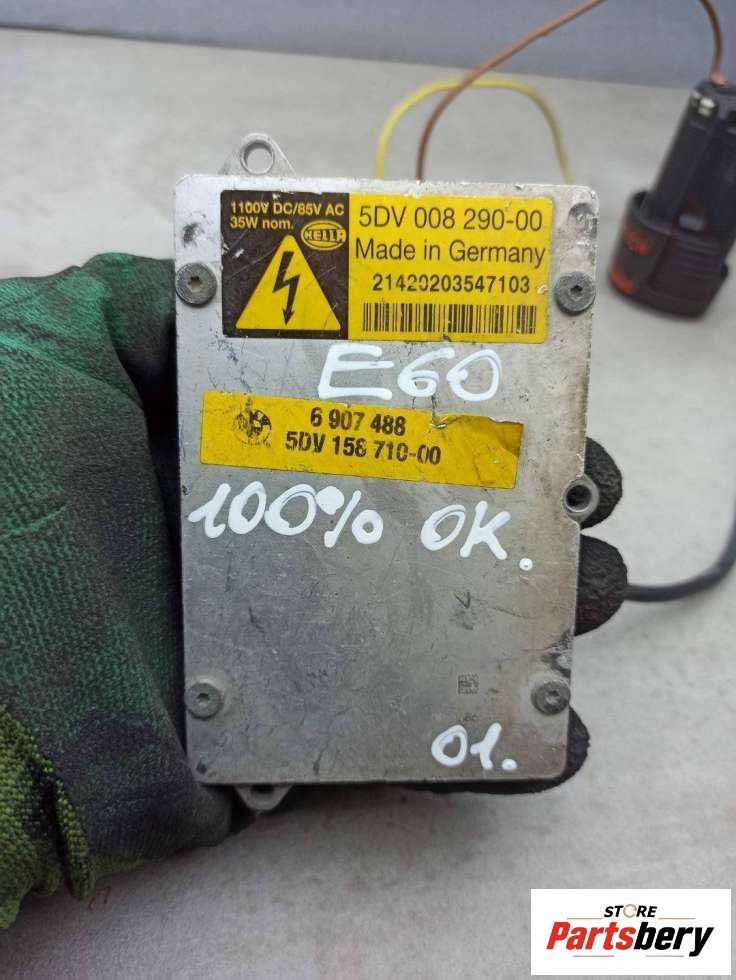 1100V DC/85V AC
35W nom.
HELLA
5DV 008 290-00
Made in Germany
21420203547103
E60
6 907 488
5DV 158 710-00
100% OK.
01.
STORE
Partsbery